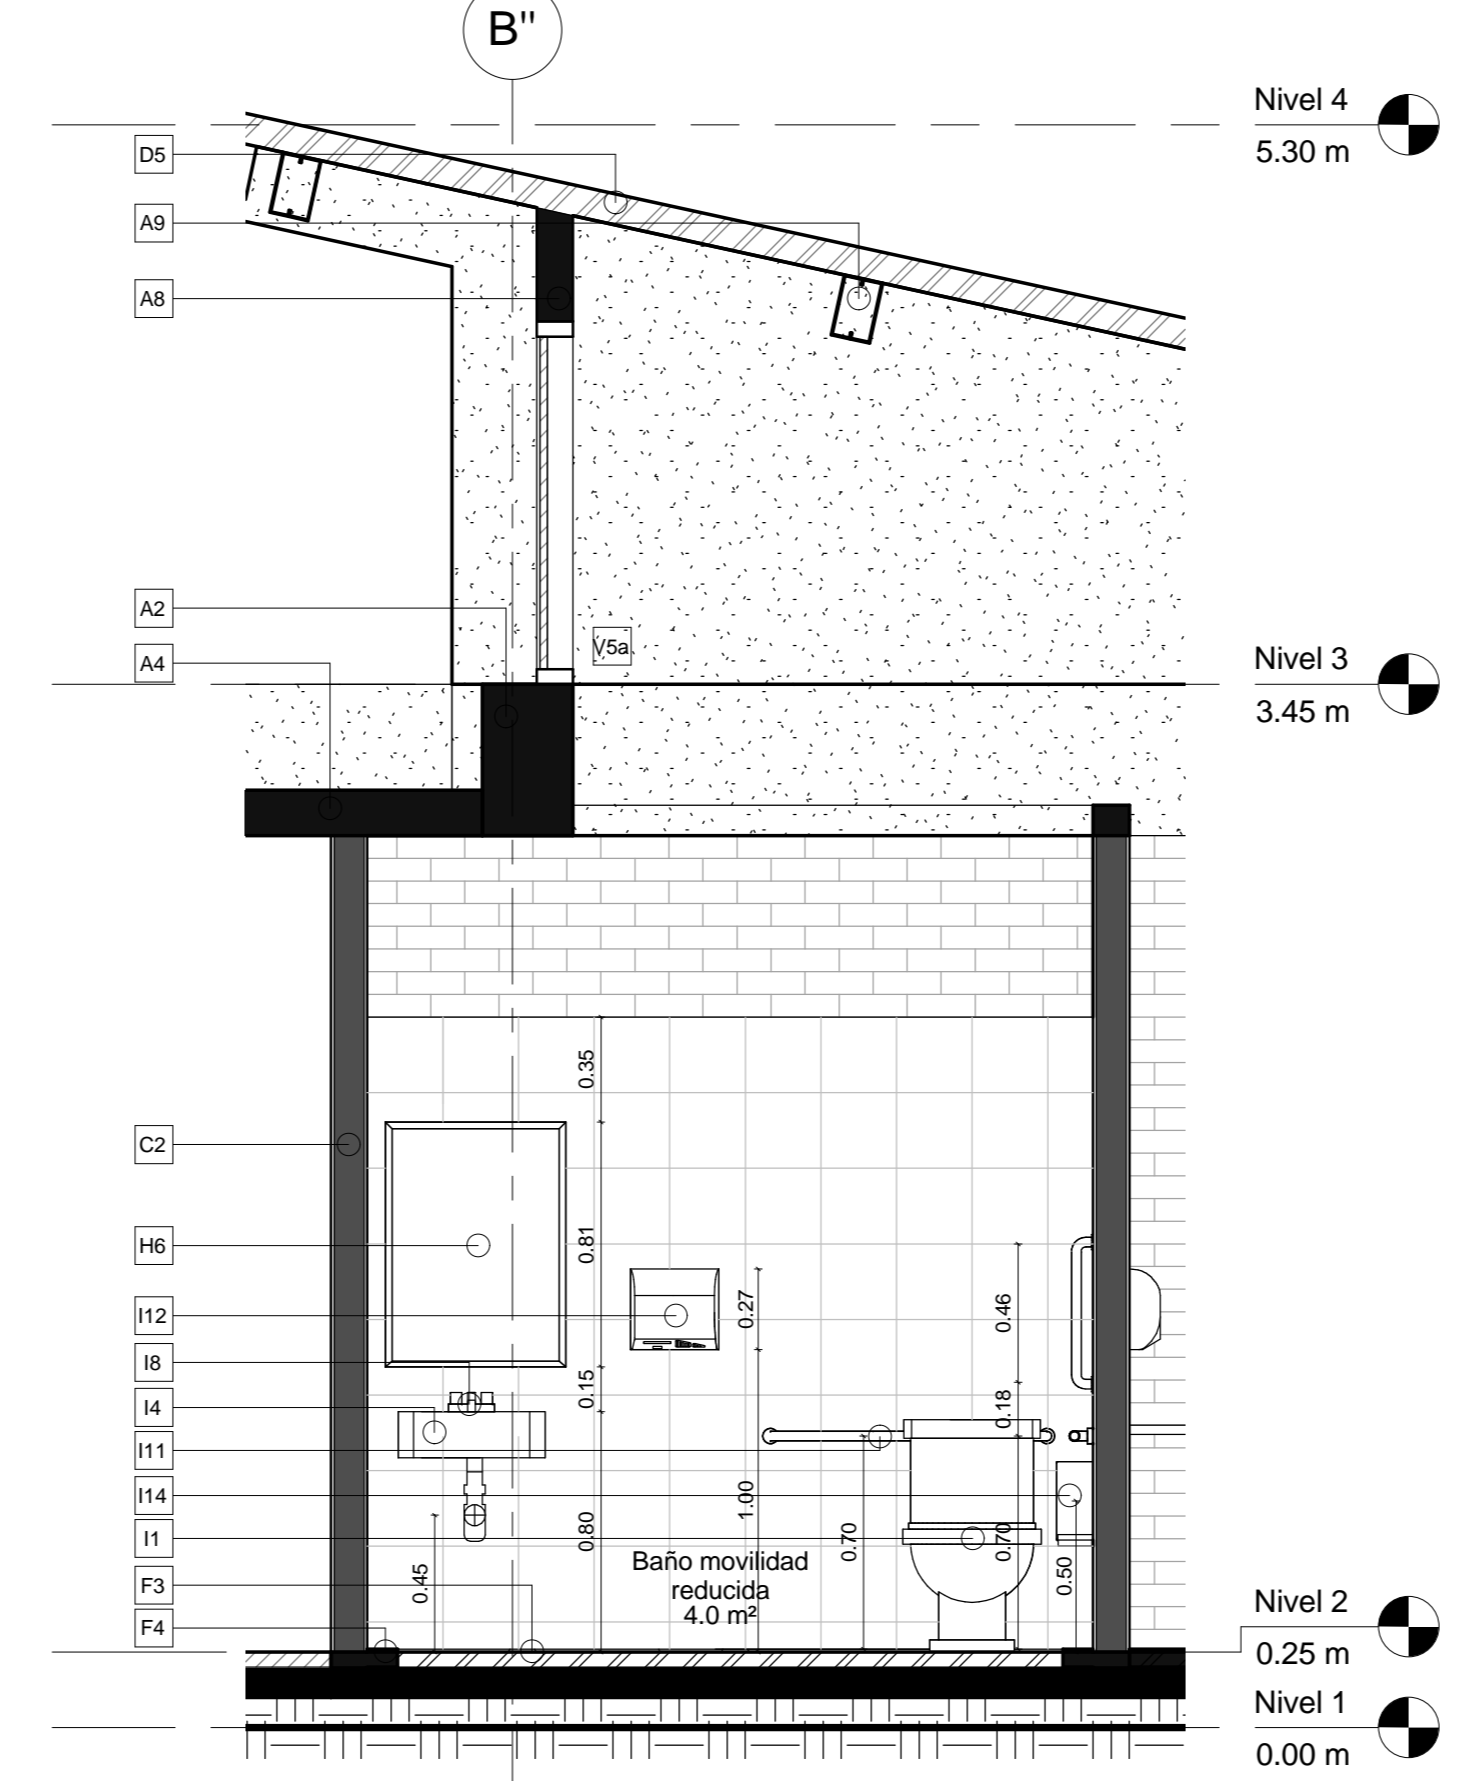 B"
Nivel 4
5.30 m
D5
A9
A8
A2
V5a
A4
Nivel 3
3.45 m
0.35
C2
H6
0.81
I12
0.27
0.46
I8
0.15
I4
0.18
I11
I14
1.00
I1
0.80
0.70
0.70
Baño movilidad
reducida
4.0 m²
0.45
0.50
F3
F4
Nivel 2
0.25 m
Nivel 1
0.00 m